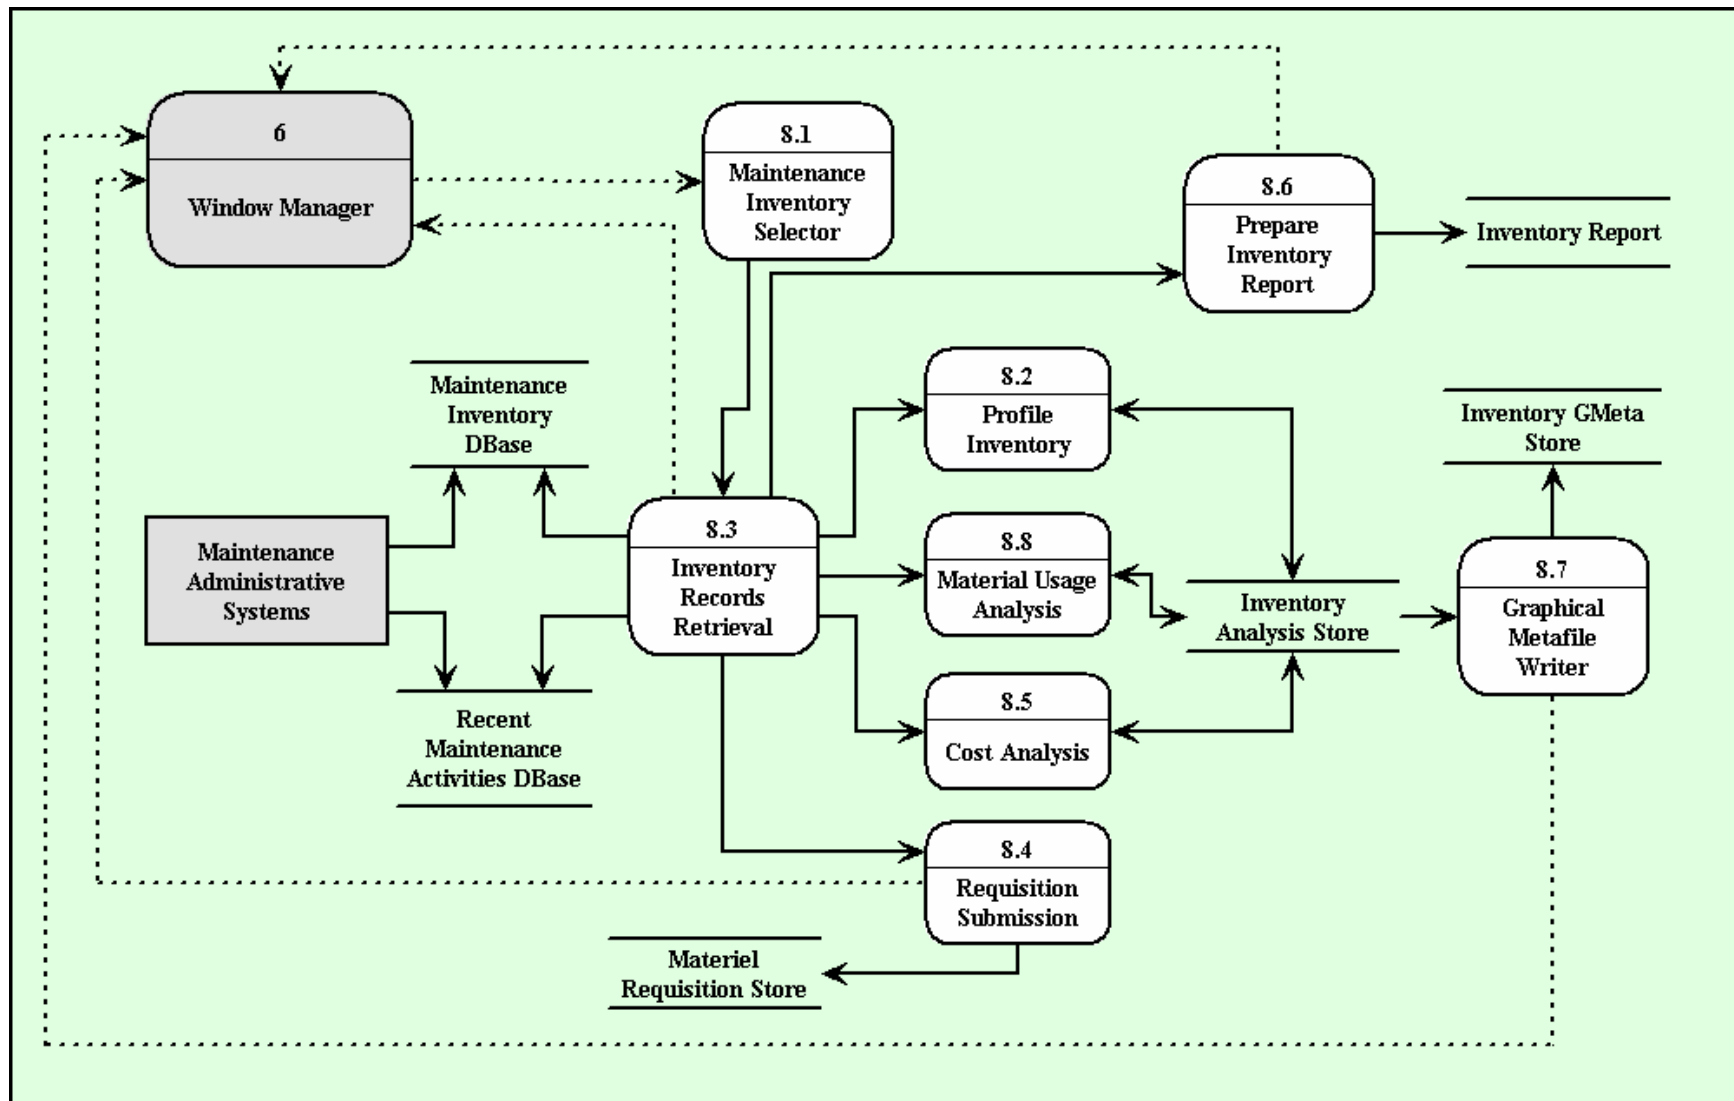 6
Window Manager
8.1
Maintenance
Inventory
Selector
8.6
Prepare
Inventory
Report
Inventory Report
Maintenance
Inventory
DBase
8.2
Profile
Inventory
Inventory GMeta
Store
Maintenance
Administrative
Systems
8.3
Inventory
Records
Retrieval
8.8
Material Usage
Analysis
Inventory
Analysis Store
8.7
Graphical
Metafile
Writer
Recent
Maintenance
Activities DBase
8.5
Cost Analysis
8.4
Requisition
Submission
Materiel
Requisition Store